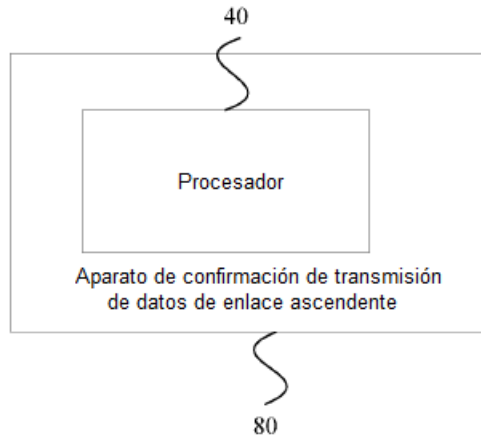 40
Procesador
Aparato de confirmación de transmisión
de datos de enlace ascendente
80